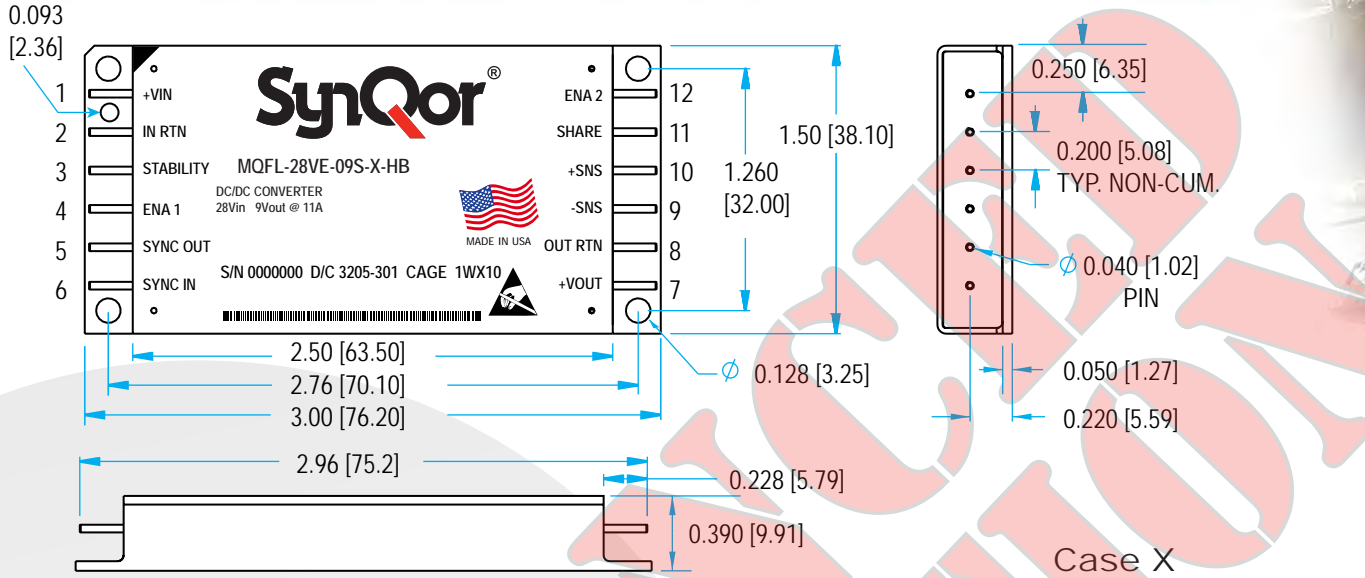 0.093
[2.36]
SynQor®
1 +VIN
2 IN RTN
3 STABILITY
4 ENA 1
5 SYNC OUT
6 SYNC IN
MQFL-28VE-09S-X-HB
DC/DC CONVERTER
28Vin 9Vout @ 11A
MADE IN USA
S/N 0000000 D/C 3205-301 CAGE 1WX10
ENA 2 12
SHARE 11
+SNS 10
-SNS 9
OUT RTN 8
+VOUT 7
1.260
[32.00]
1.50 [38.10]
2.50 [63.50]
2.76 [70.10]
3.00 [76.20]
Ø 0.128 [3.25]
0.250 [6.35]
0.200 [5.08]
TYP. NON-CUM.
Ø 0.040 [1.02]
PIN
0.050 [1.27]
0.220 [5.59]
2.96 [75.2]
0.228 [5.79]
0.390 [9.91]
Case X